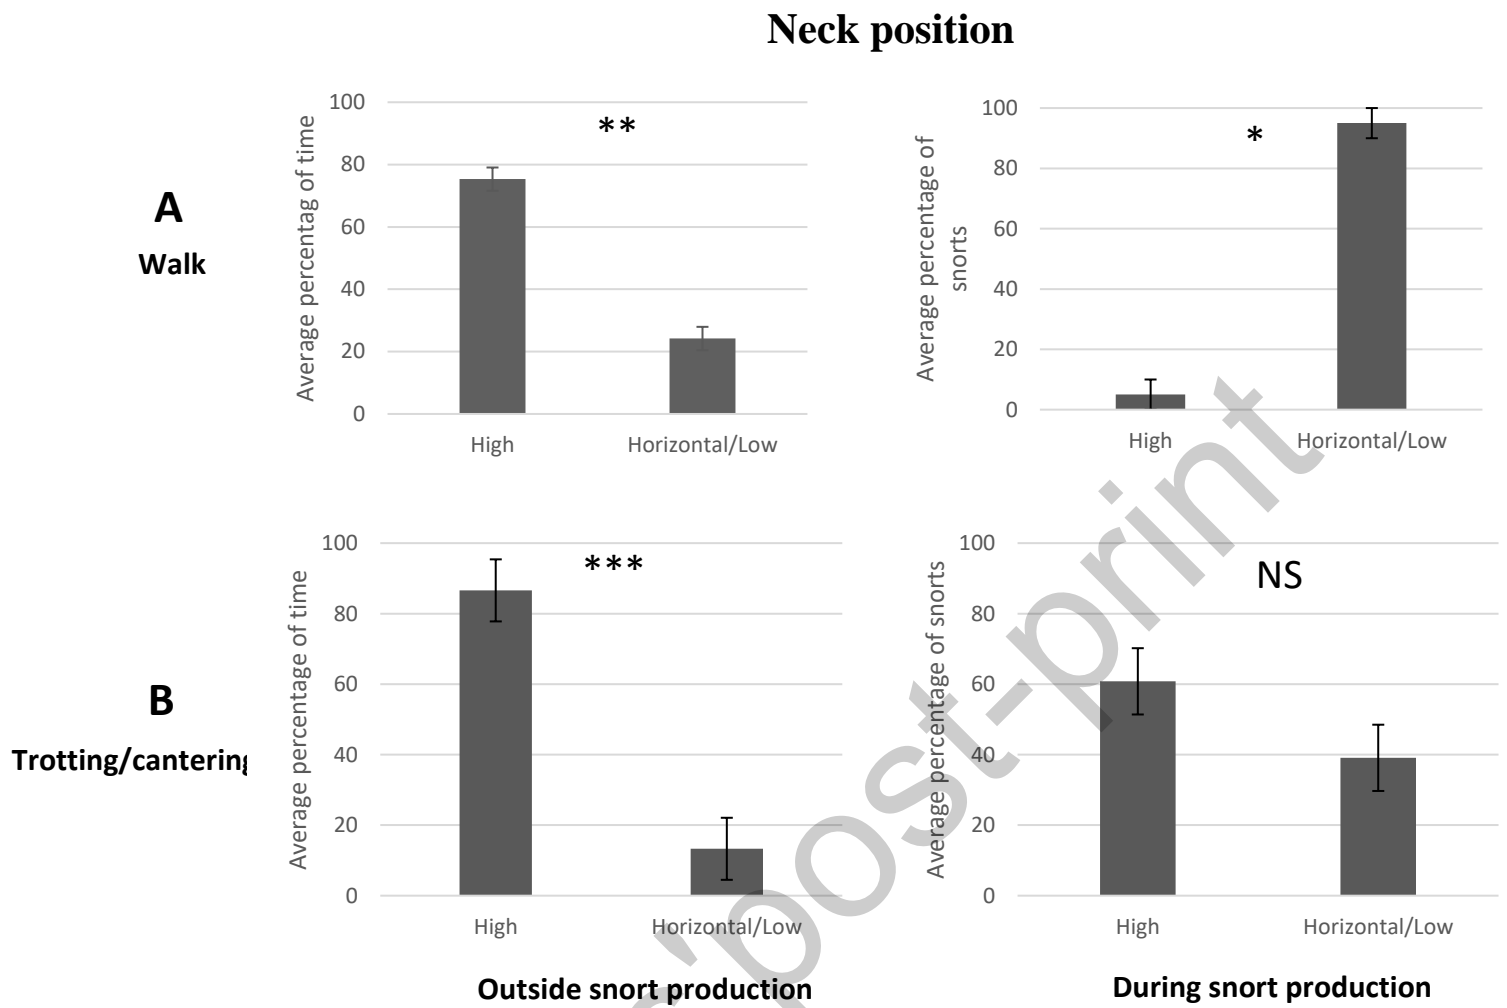 Neck position
A
Walk
Average percentag of time
100
80
60
40
20
0
**
High
Horizontal/Low
Average percentage of
snorts
100
80
60
40
20
0
*
High
Horizontal/Low
B
Trotting/cantering
Average percentage of time
100
80
60
40
20
0
***
High
Horizontal/Low
Average percentage of snorts
100
80
60
40
20
0
NS
High
Horizontal/Low
Outside snort production
During snort production
s'post-print